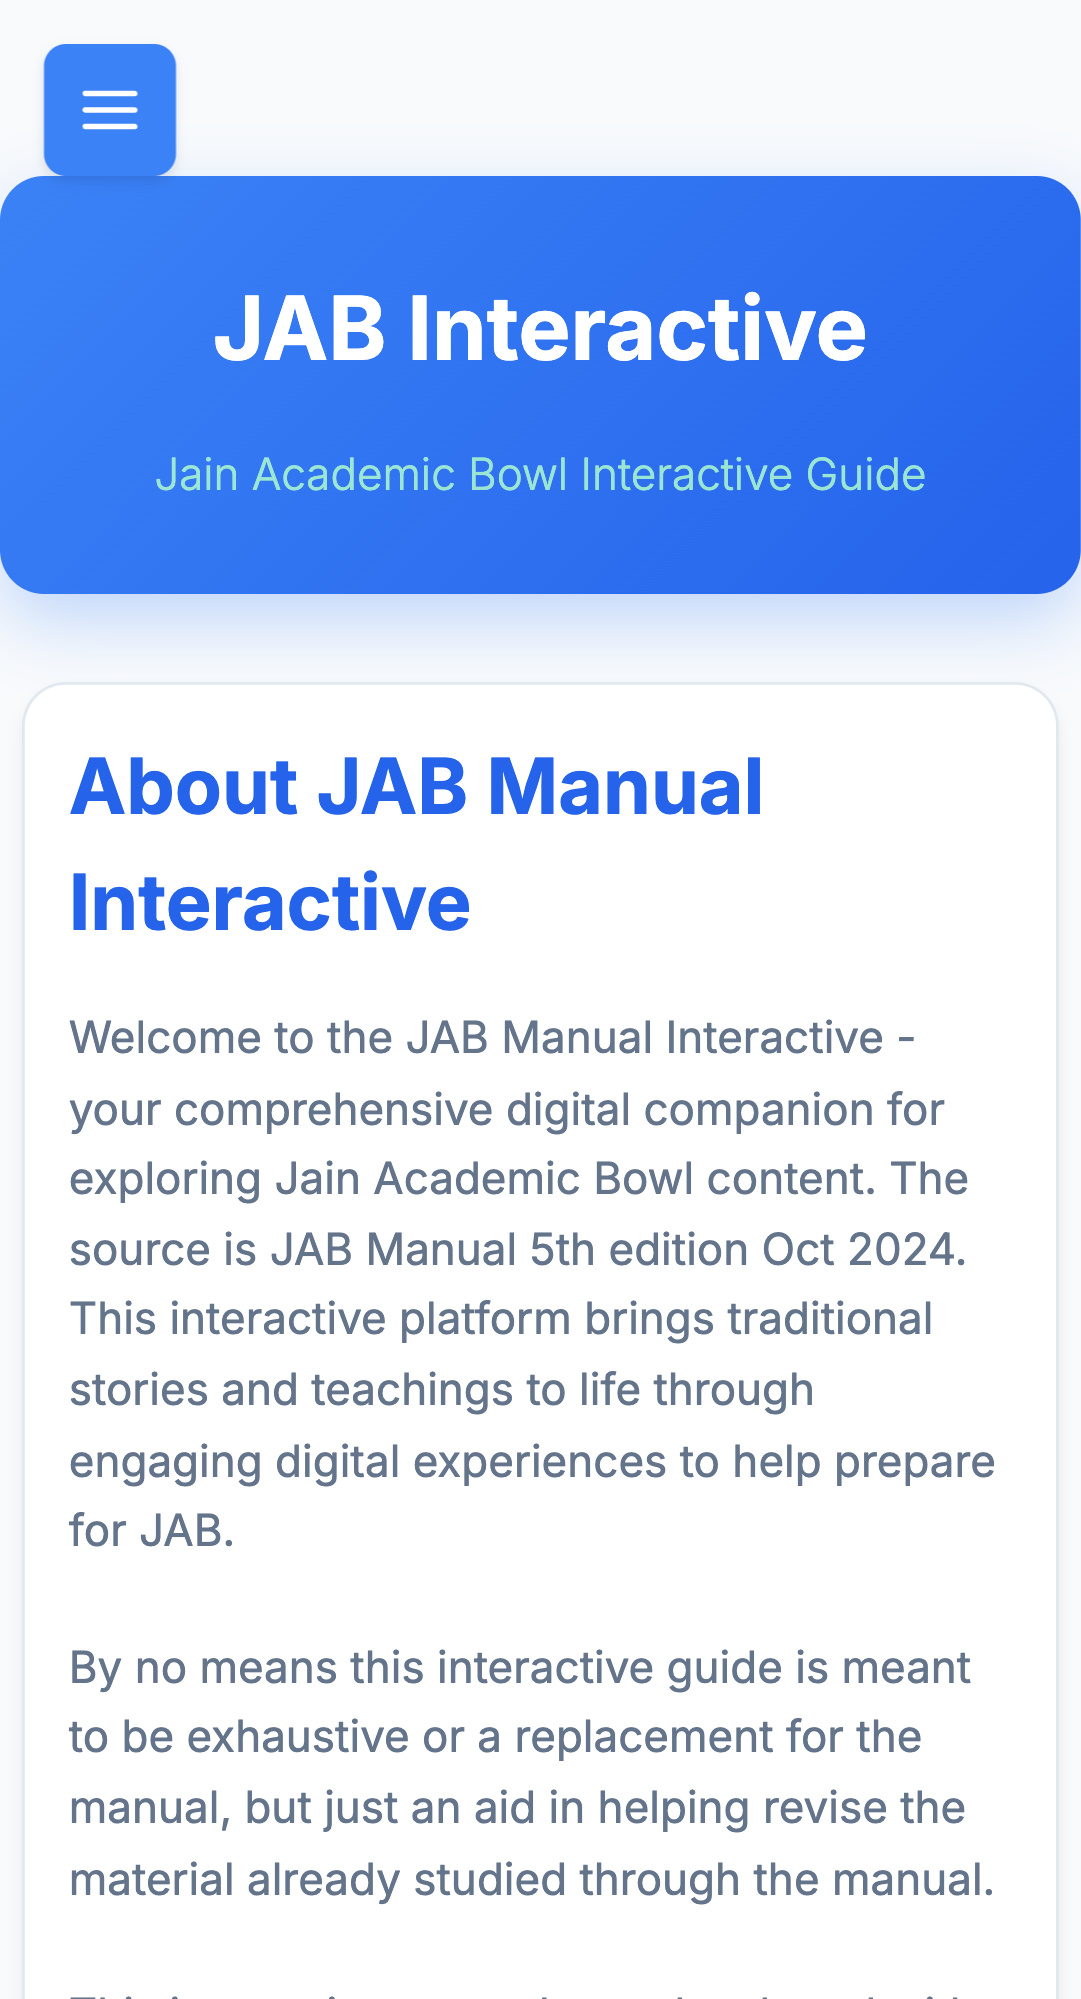 JAB Interactive
Jain Academic Bowl Interactive Guide
About JAB Manual
Interactive
Welcome to the JAB Manual Interactive -
your comprehensive digital companion for
exploring Jain Academic Bowl content. The
source is JAB Manual 5th edition Oct 2024.
This interactive platform brings traditional
stories and teachings to life through
engaging digital experiences to help prepare
for JAB.
By no means this interactive guide is meant
to be exhaustive or a replacement for the
manual, but just an aid in helping revise the
material already studied through the manual.